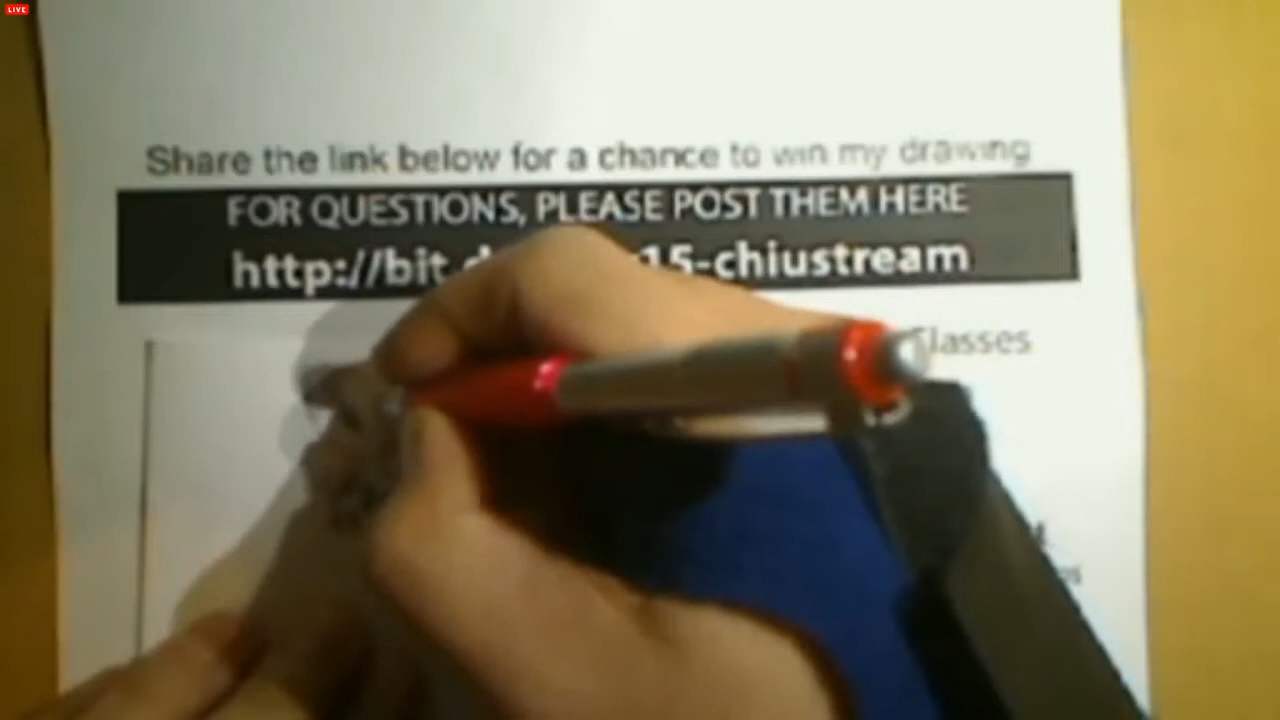 LIVE
Share the link below for a chance to win my drawing
FOR QUESTIONS, PLEASE POST THEM HERE
http://bit.d 15-chiustream
Classes